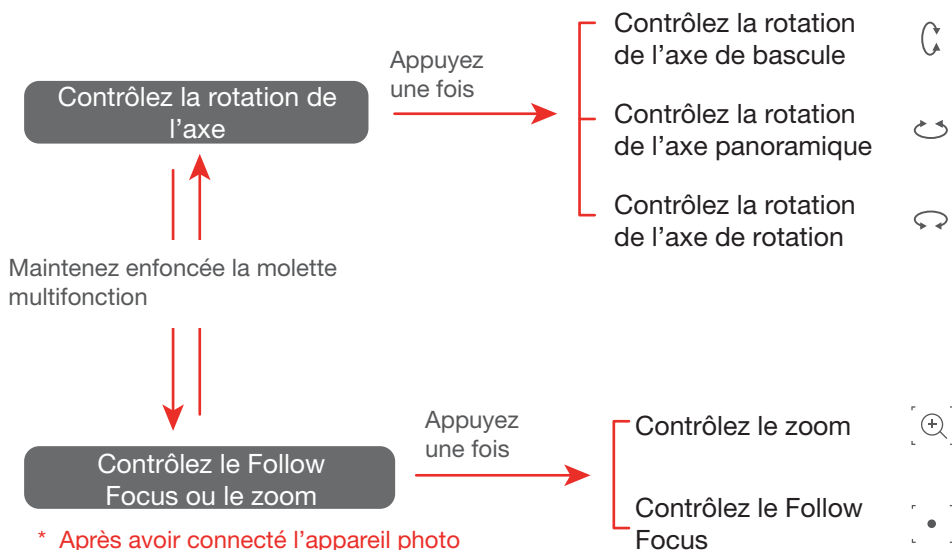 Contrôlez la rotation de
l’axe
Appuyez
une fois
Contrôlez la rotation
de l’axe de bascule
Contrôlez la rotation
de l’axe panoramique
Contrôlez la rotation
de l’axe de rotation
Maintenez enfoncée la molette
multifonction
Contrôlez le Follow
Focus ou le zoom
Appuyez
une fois
Contrôlez le zoom
Contrôlez le Follow
Focus
* Après avoir connecté l’appareil photo